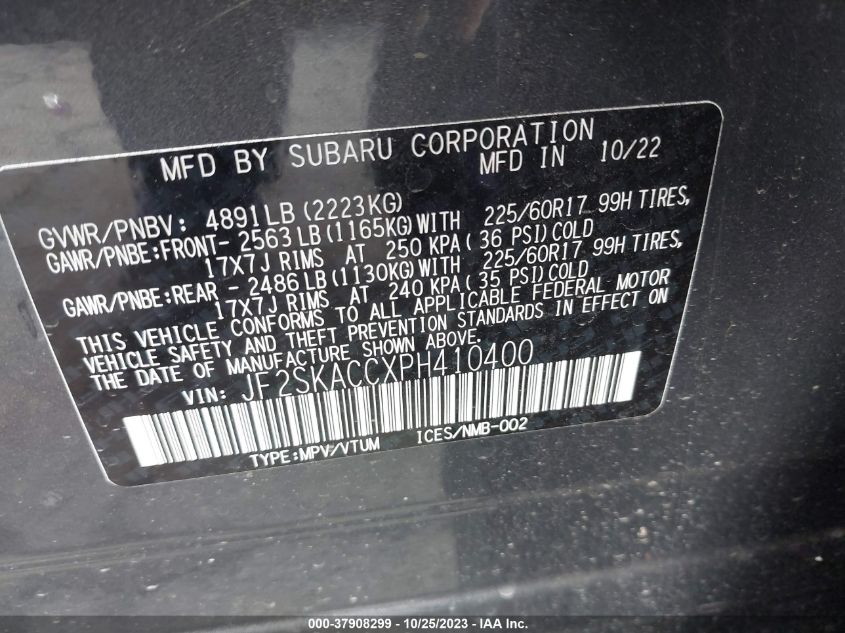 MFD BY SUBARU CORPORATION
MFD IN 10/22
GVWR/PNBV: 4891LB (2223KG)
GAWR/PNBE:FRONT- 2563LB(1165KG)WITH 225/60R17 99H TIRES,
17X7J RIMS AT 250 KPA( 36 PSI)COLD
GAWR/PNBE:REAR - 2486LB(1130KG)WITH 225/60R17 99H TIRES,
17X7J RIMS AT 240 KPA( 35 PSI)COLD
THIS VEHICLE CONFORMS TO ALL APPLICABLE FEDERAL MOTOR
VEHICLE SAFETY AND THEFT PREVENTION STANDARDS IN EFFECT ON
THE DATE OF MANUFACTURE SHOWN ABOVE.
VIN: JF2SKACCXPH410400
TYPE:MPV/VTUM ICES/NMB-002
000-37908299 - 10/25/2023 - IAAI.com